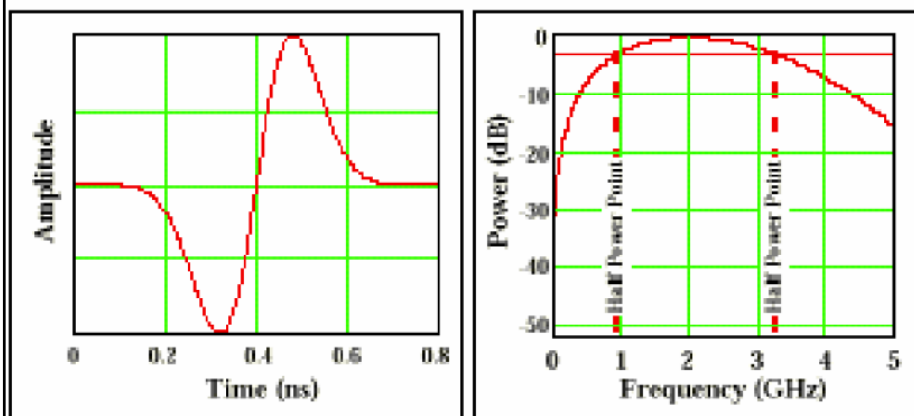 Amplitude
0
0.2
0.4
0.6
0.8
Time (ns)
Power (dB)
0
-10
-20
-30
-40
-50
Half Power Point
Half Power Point
0
1
2
3
4
5
Frequency (GHz)